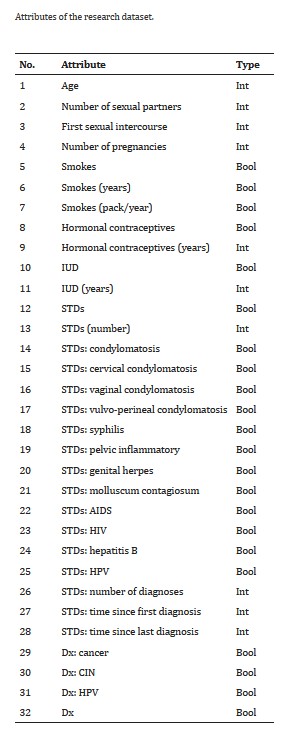 Attributes of the research dataset.
No. Attribute Type
1 Age Int
2 Number of sexual partners Int
3 First sexual intercourse Int
4 Number of pregnancies Int
5 Smokes Bool
6 Smokes (years) Bool
7 Smokes (pack/year) Bool
8 Hormonal contraceptives Bool
9 Hormonal contraceptives (years) Int
10 IUD Bool
11 IUD (years) Int
12 STDs Bool
13 STDs (number) Int
14 STDs: condylomatosis Bool
15 STDs: cervical condylomatosis Bool
16 STDs: vaginal condylomatosis Bool
17 STDs: vulvo-perineal condylomatosis Bool
18 STDs: syphilis Bool
19 STDs: pelvic inflammatory Bool
20 STDs: genital herpes Bool
21 STDs: molluscum contagiosum Bool
22 STDs: AIDS Bool
23 STDs: HIV Bool
24 STDs: hepatitis B Bool
25 STDs: HPV Bool
26 STDs: number of diagnoses Int
27 STDs: time since first diagnosis Int
28 STDs: time since last diagnosis Int
29 Dx: cancer Bool
30 Dx: CIN Bool
31 Dx: HPV Bool
32 Dx Bool